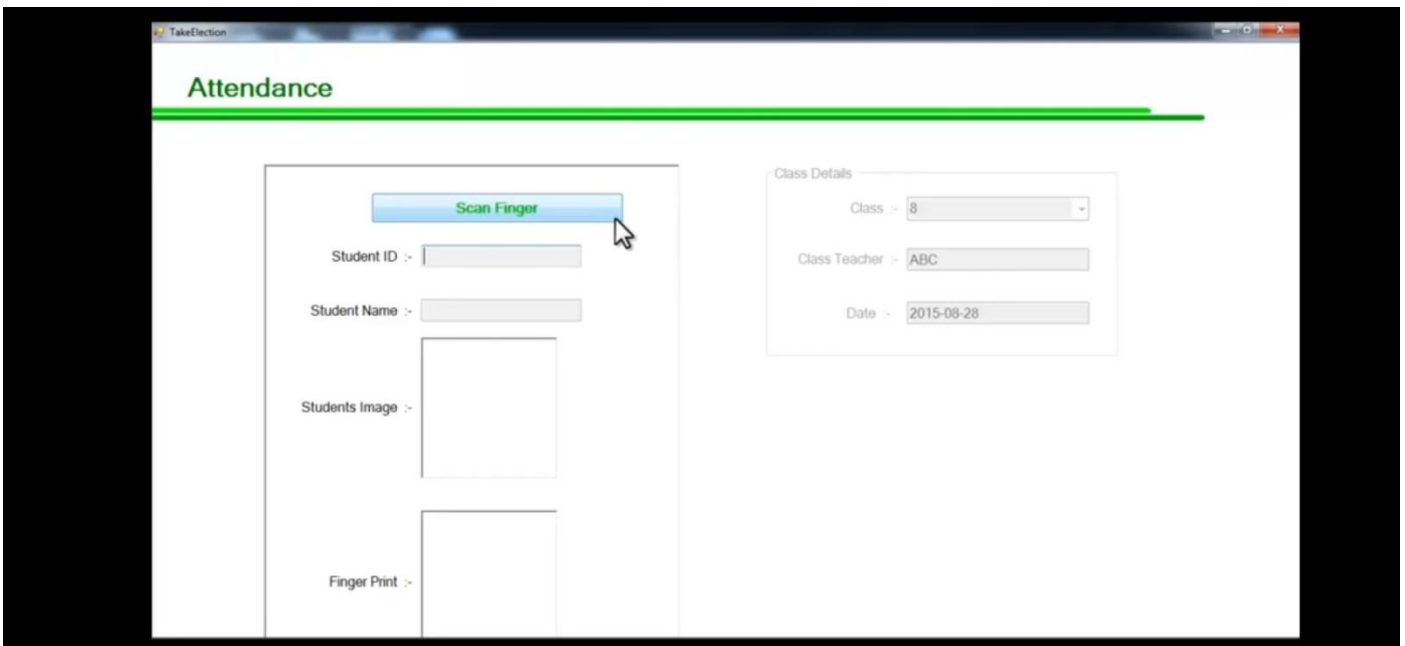 TakeElection
Attendance
Scan Finger
Student ID :-
Student Name :-
Students Image :-
Finger Print :-
Class Details
Class :- 8
Class Teacher :- ABC
Date :- 2015-08-28